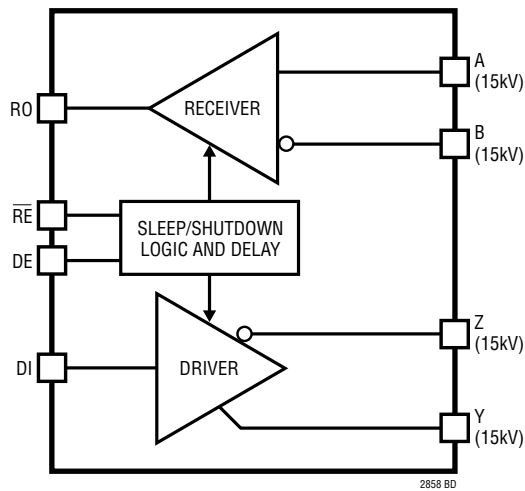 A
(15kV)
RO
RECEIVER
B
(15kV)
RE
SLEEP/SHUTDOWN
LOGIC AND DELAY
DE
Z
(15kV)
DI
DRIVER
Y
(15kV)
2858 BD